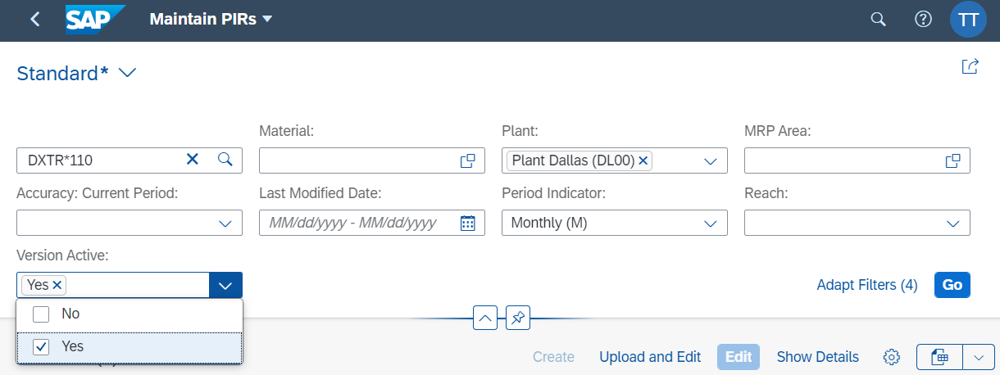 SAP Maintain PIRs TT
Standard*
Material: Plant: MRP Area:
DXTR*110 Plant Dallas (DL00)
Accuracy: Current Period: Last Modified Date: Period Indicator: Reach:
MM/dd/yyyy - MM/dd/yyyy Monthly (M)
Version Active:
Yes Adapt Filters (4) Go
No
Yes
Create Upload and Edit Edit Show Details